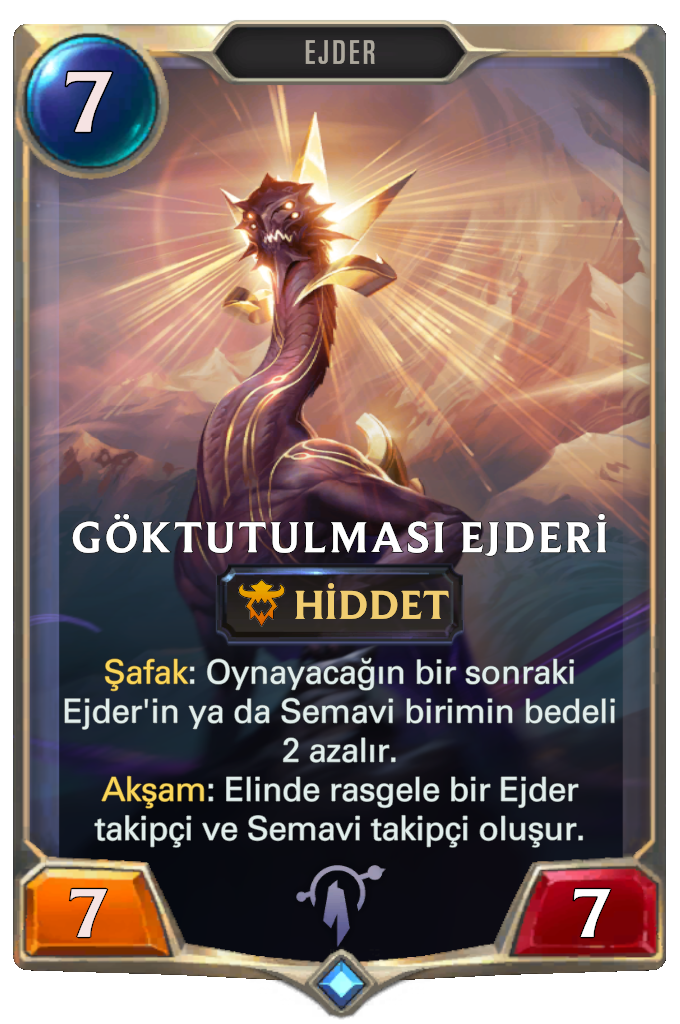 EJDER
7
GÖKTUTULMASI EJDERİ
HİDDET
Şafak: Oynayacağın bir sonraki
Ejder'in ya da Semavi birimin bedeli
2 azalır.
Akşam: Elinde rasgele bir Ejder
takipçi ve Semavi takipçi oluşur.
7
7